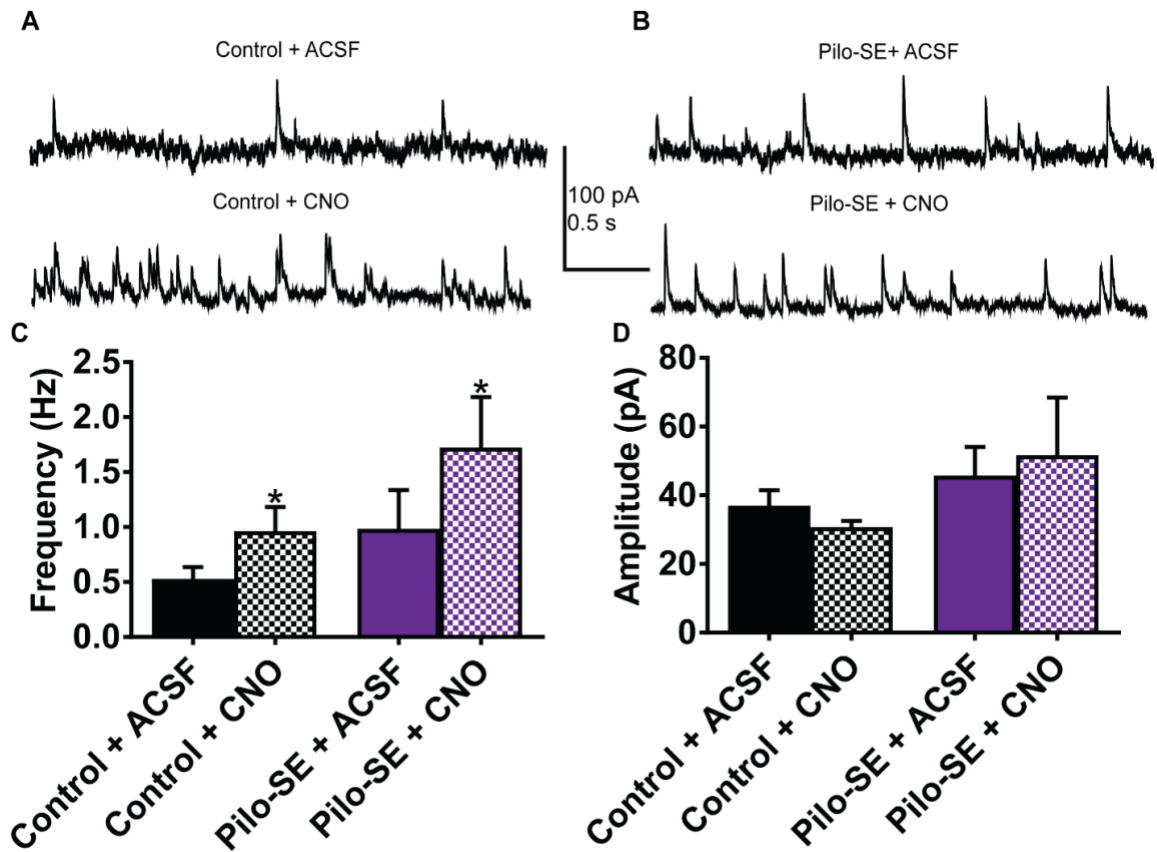 A
B
Control + ACSF
Pilo-SE+ ACSF
Control + CNO
Pilo-SE + CNO
100 pA
0.5 s
C
D
Frequency (Hz)
2.5
2.0
1.5
1.0
0.5
0.0
*
*
Control + ACSF
Control + CNO
Pilo-SE + ACSF
Pilo-SE + CNO
Amplitude (pA)
80
60
40
20
0
Control + ACSF
Control + CNO
Pilo-SE + ACSF
Pilo-SE + CNO